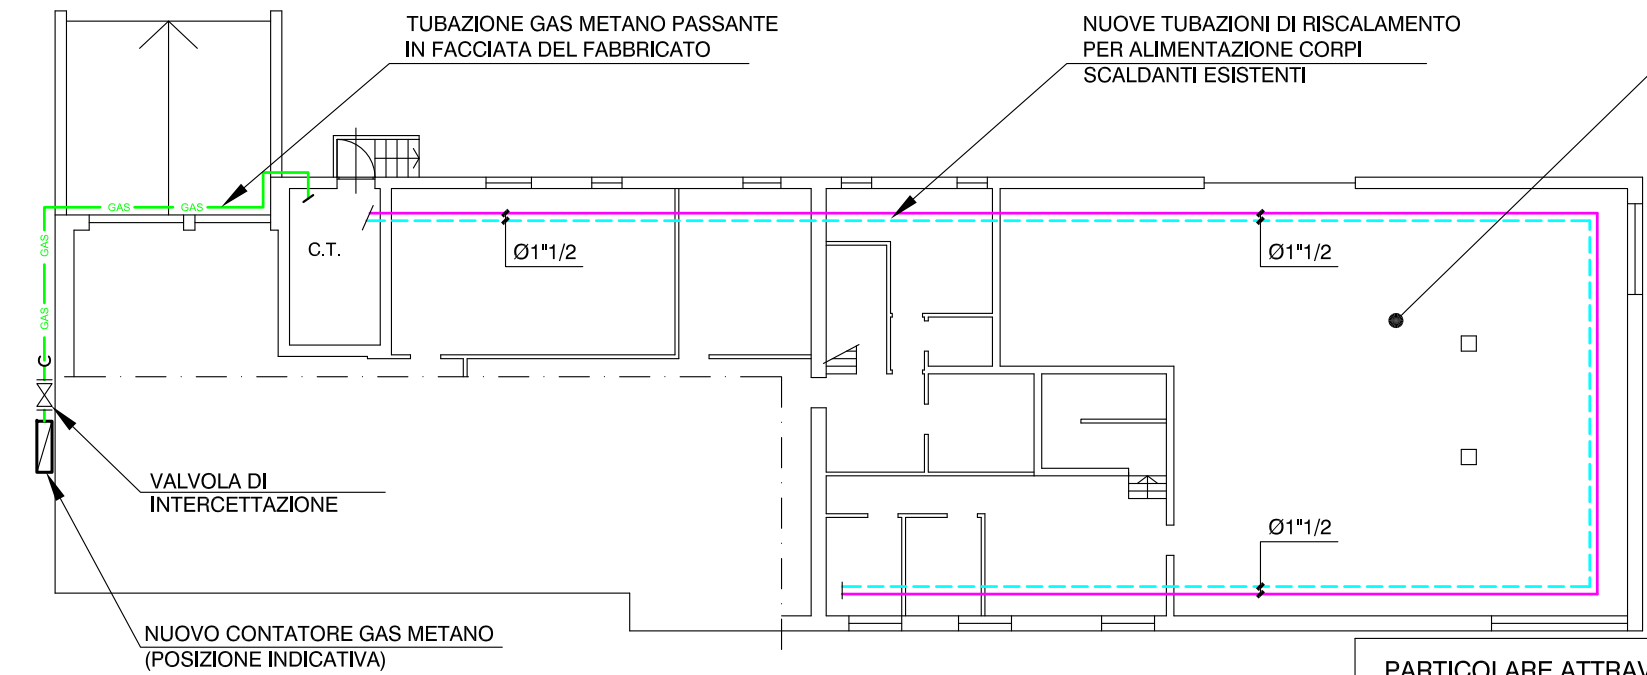 TUBAZIONE GAS METANO PASSANTE
IN FACCIATA DEL FABBRICATO
NUOVE TUBAZIONI DI RISCALAMENTO
PER ALIMENTAZIONE CORPI
SCALDANTI ESISTENTI
GAS
GAS
GAS
GAS
C.T.
Ø1"1/2
Ø1"1/2
C
VALVOLA DI
INTERCETTAZIONE
Ø1"1/2
NUOVO CONTATORE GAS METANO
(POSIZIONE INDICATIVA)
PARTICOLARE ATTRAV